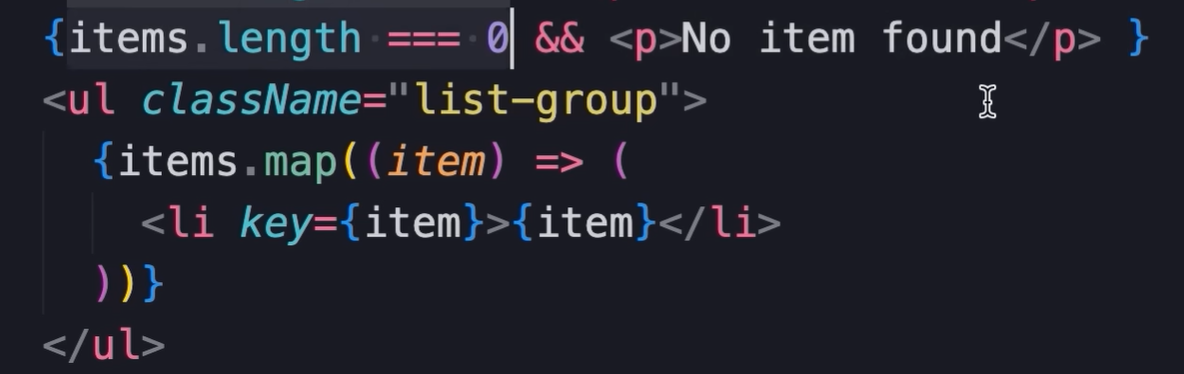 {items.length === 0 && <p>No item found</p> }
<ul className="list-group">
{items.map((item) => (
<li key={item}>{item}</li>
))}
</ul>